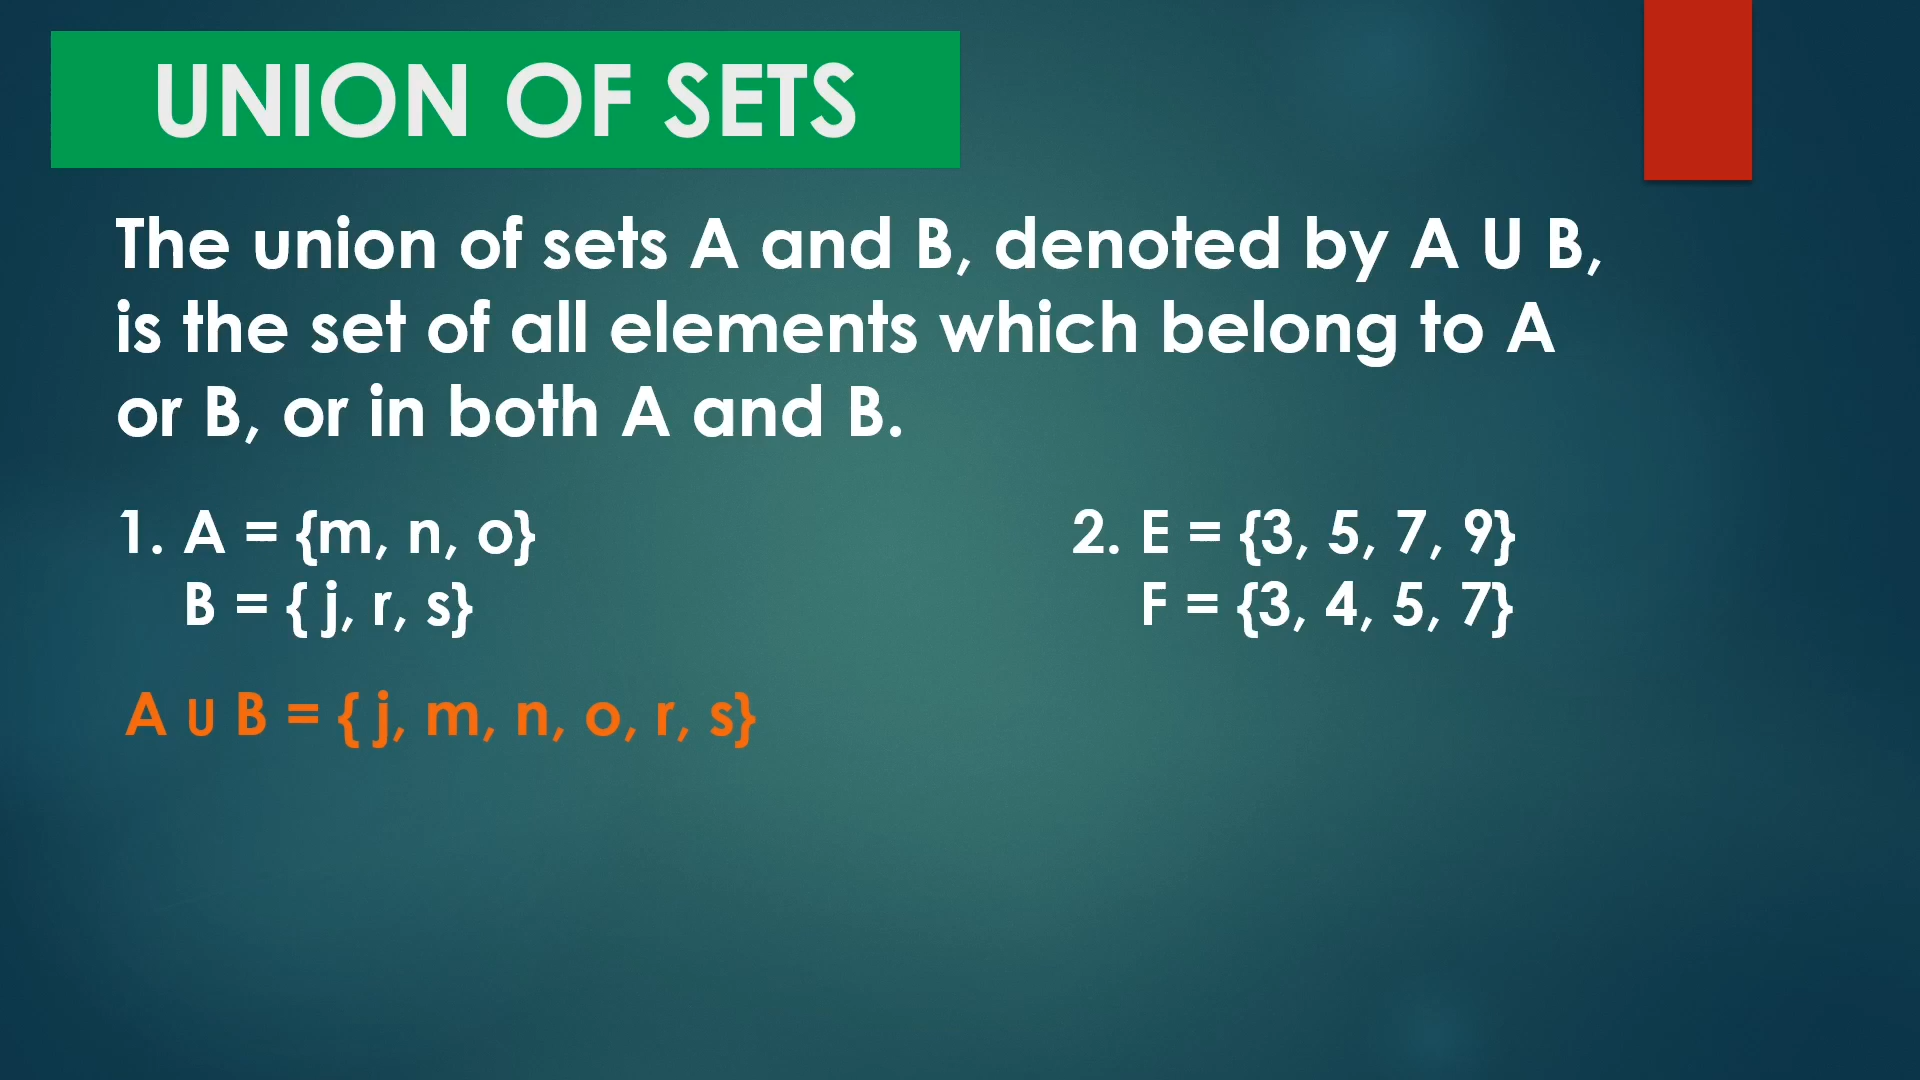 UNION OF SETS
The union of sets A and B, denoted by A U B,
is the set of all elements which belong to A
or B, or in both A and B.
1. A = {m, n, o}
B = { j, r, s}
A ∪ B = { j, m, n, o, r, s}
2. E = {3, 5, 7, 9}
F = {3, 4, 5, 7}